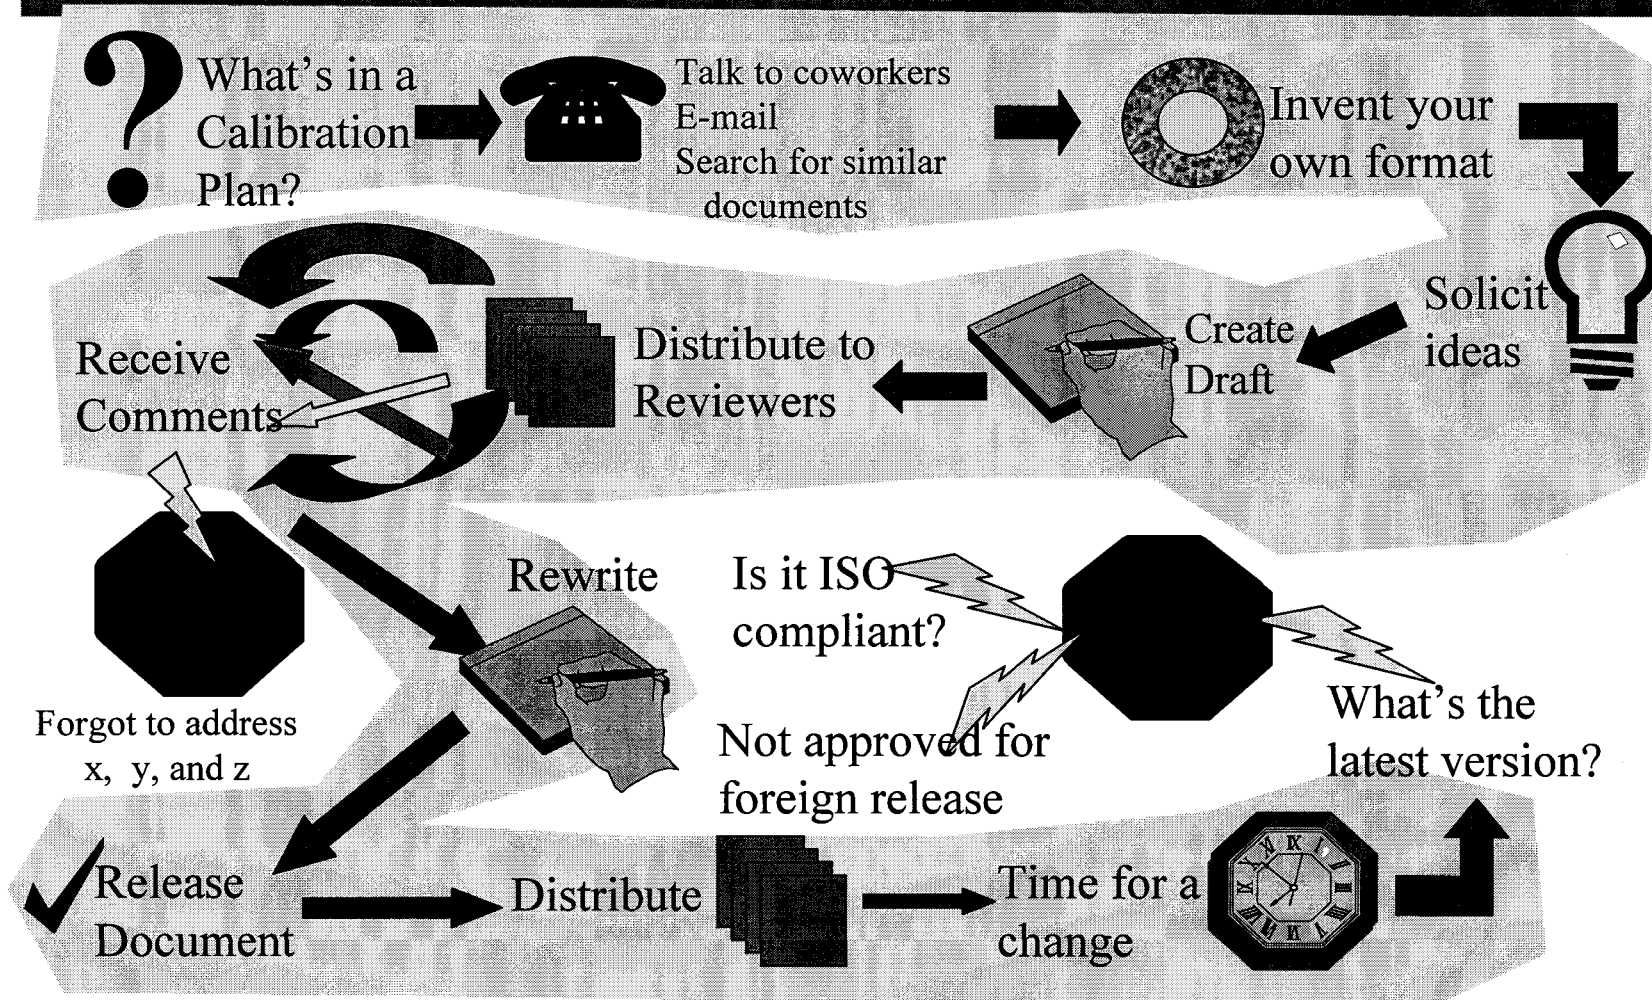 What's in a
Calibration
Plan?
Talk to coworkers
E-mail
Search for similar
documents
Invent your
own format
Solicit
ideas
Create
Draft
Distribute to
Reviewers
Receive
Comments
Forgot to address
x, y, and z
Rewrite
Is it ISO
compliant?
Not approved for
foreign release
What's the
latest version?
Release
Document
Distribute
Time for a
change